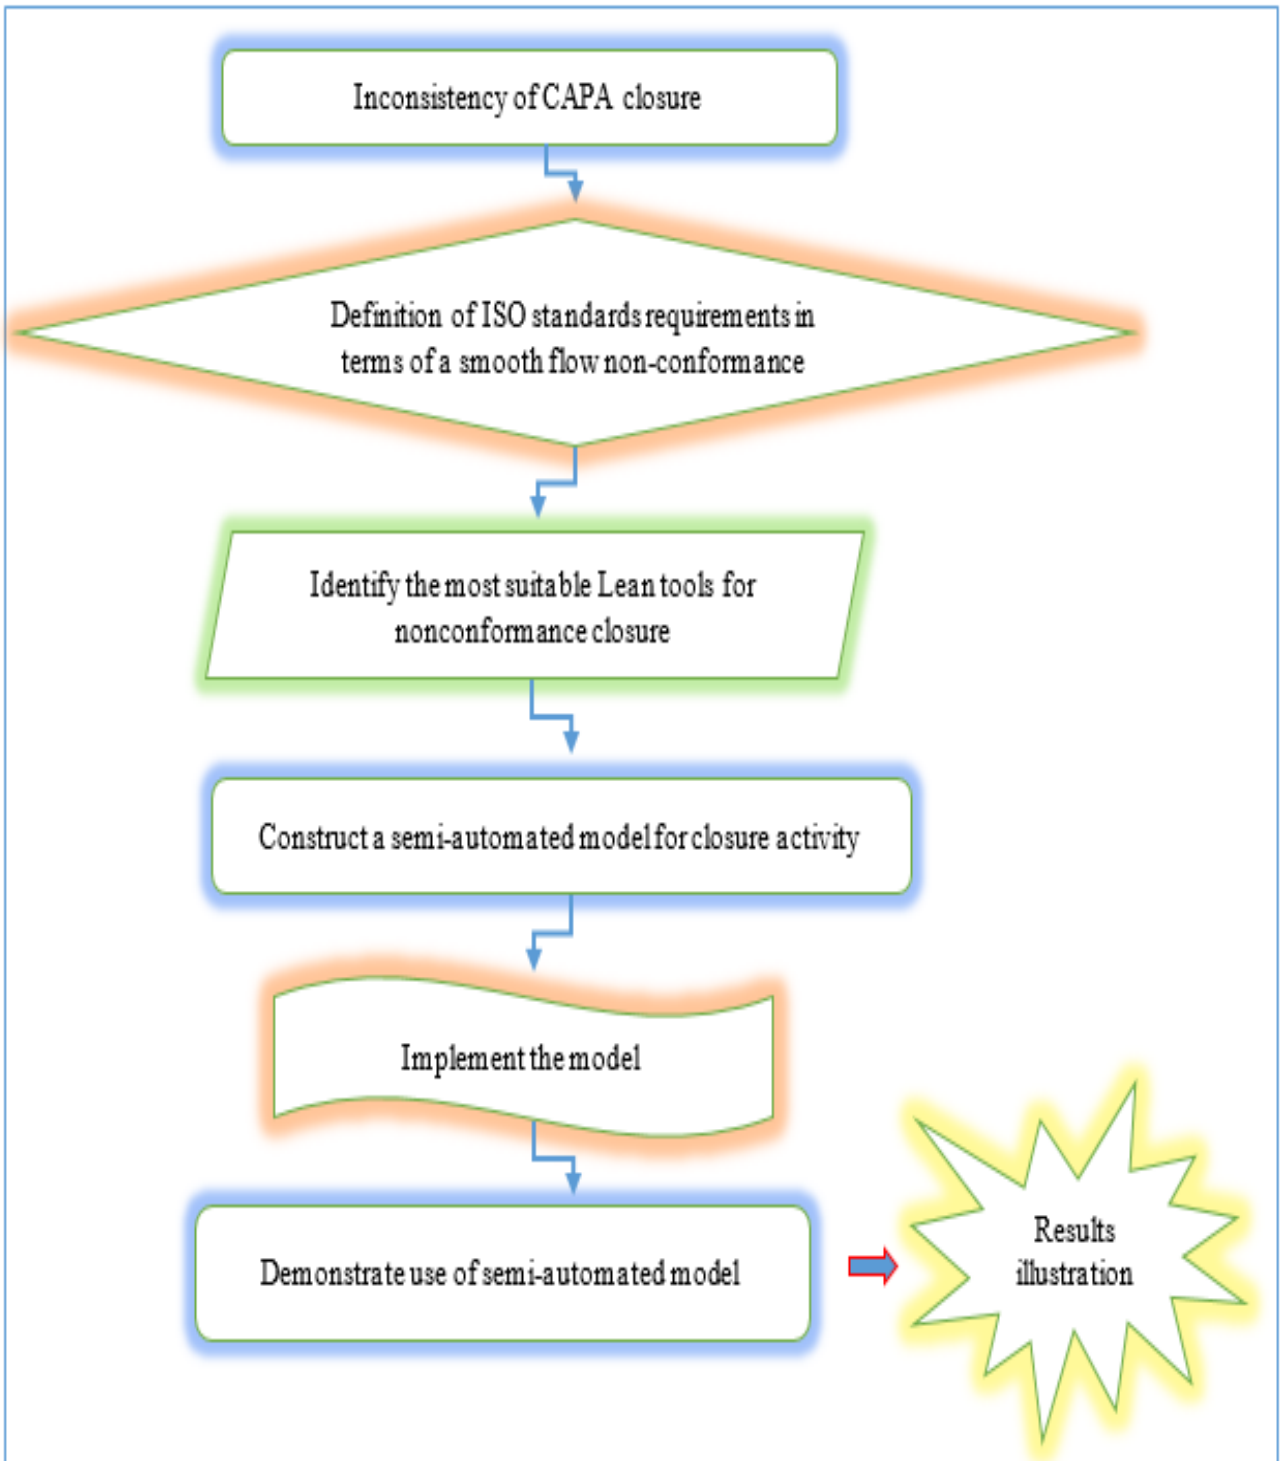 Inconsistency of CAPA closure
Definition of ISO standards requirements in
terms of a smooth flow non-conformance
Identify the most suitable Lean tools for
nonconformance closure
Construct a semi-automated model for closure activity
Implement the model
Demonstrate use of semi-automated model
Results
illustration